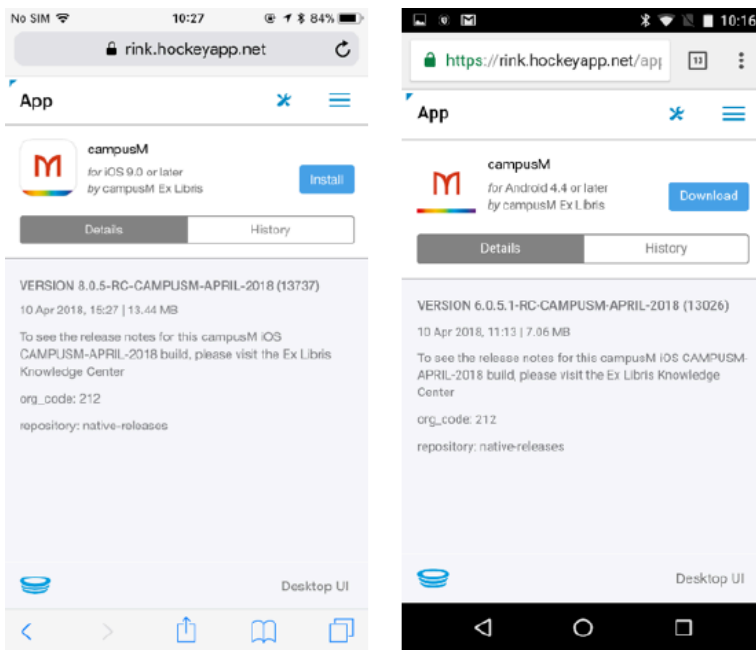 No SIM 10:27 84%
rink.hockeyapp.net
App
campusM
for iOS 9.0 or later
by campusM Ex Libris
Install
Details History
VERSION 8.0.5-RC-CAMPUSM-APRIL-2018 (13737)
10 Apr 2018, 15:27 | 13.44 MB
To see the release notes for this campusM iOS
CAMPUSM-APRIL-2018 build, please visit the Ex Libris
Knowledge Center
org_code: 212
repository: native-releases
Desktop UI
10:16
https://rink.hockeyapp.net/app 13
App
campusM
for Android 4.4 or later
by campusM Ex Libris
Download
Details History
VERSION 6.0.5.1-RC-CAMPUSM-APRIL-2018 (13026)
10 Apr 2018, 11:13 | 7.06 MB
To see the release notes for this campusM iOS CAMPUSM-
APRIL-2018 build, please visit the Ex Libris Knowledge
Center
org_code: 212
repository: native-releases
Desktop UI